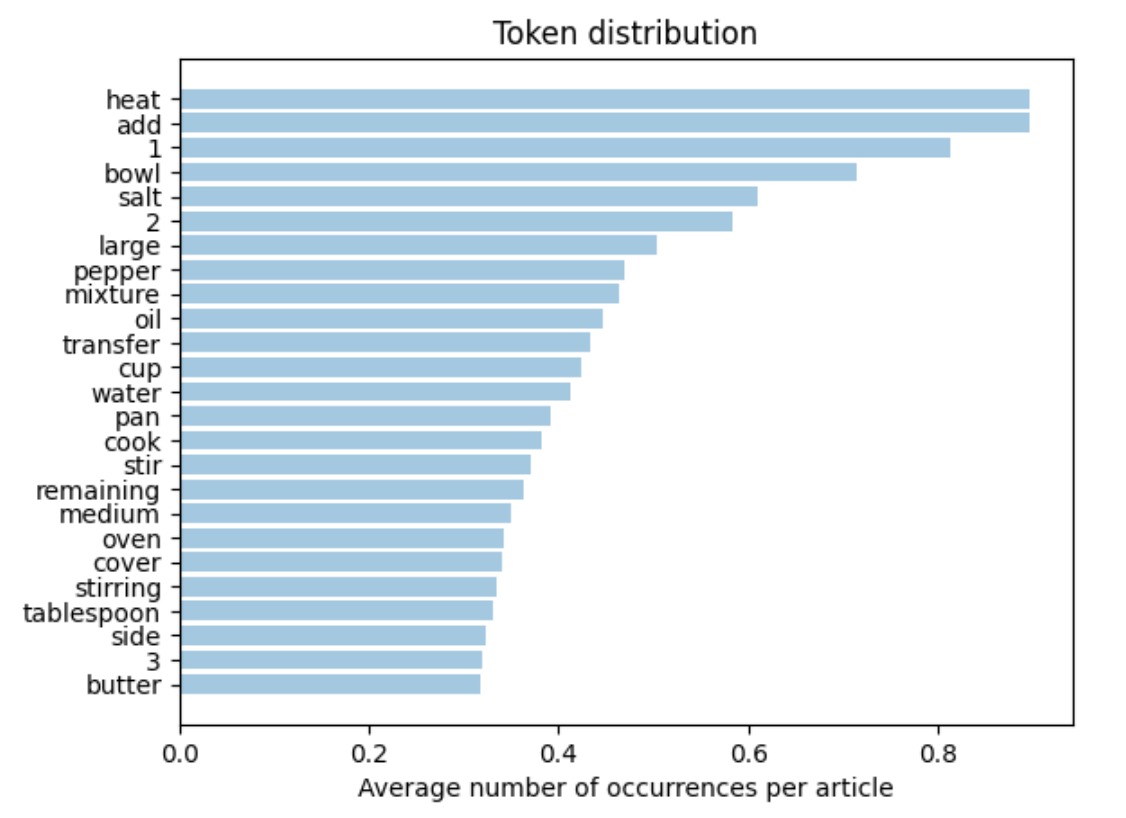 Token distribution
heat
add
1
bowl
salt
2
large
pepper
mixture
oil
transfer
cup
water
pan
cook
stir
remaining
medium
oven
cover
stirring
tablespoon
side
3
butter
0.0 0.2 0.4 0.6 0.8
Average number of occurrences per article